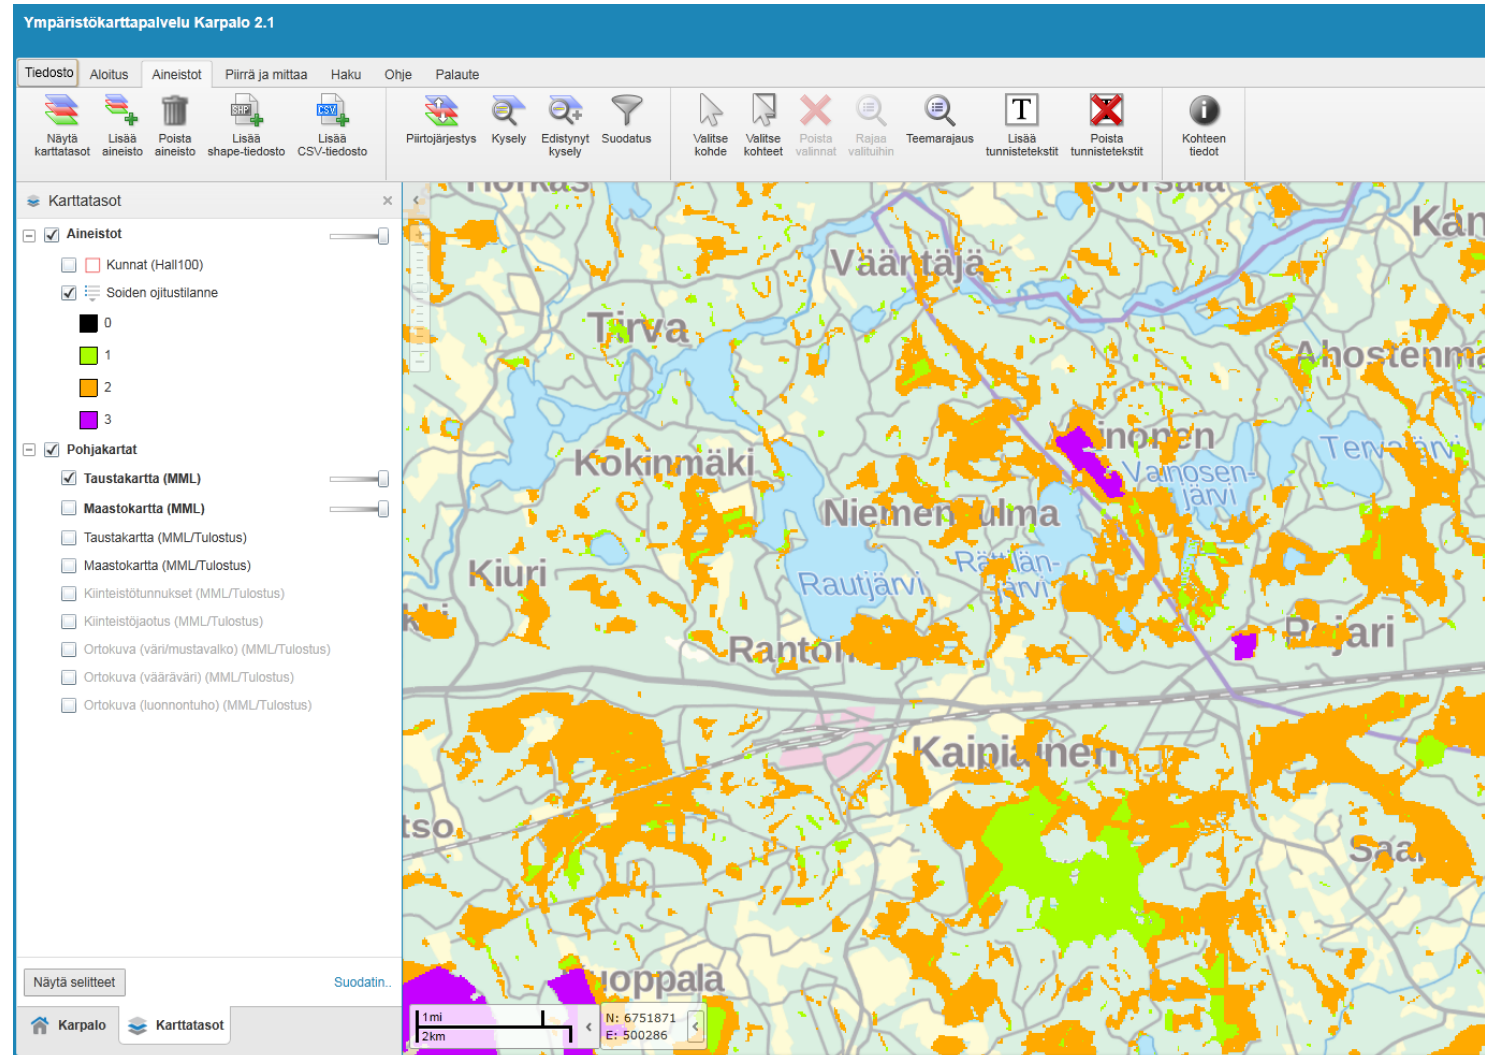 Ympäristökarttapalvelu Karpalo 2.1
Tiedosto Aloitus Aineistot Piirrä ja mittaa Haku Ohje Palaute
SHP CSV T
Näytä karttatasot
Lisää aineisto
Poista aineisto
Lisää shape-tiedosto
Lisää CSV-tiedosto
Piirtojärjestys
Kysely
Edistynyt kysely
Suodatus
Valitse kohde
Valitse kohteet
Poista valinnat
Rajaa valituihin
Teemarajaus
Lisää tunnistetekstit
Poista tunnistetekstit
Kohteen tiedot
Karttatasot
Aineistot
Kunnat (Hall100)
Soiden ojitustilanne
0
1
2
3
Pohjakartat
Taustakartta (MML)
Maastokartta (MML)
Taustakartta (MML/Tulostus)
Maastokartta (MML/Tulostus)
Kiinteistötunnukset (MML/Tulostus)
Kiinteistöjaotus (MML/Tulostus)
Ortokuva (väri/mustavalko) (MML/Tulostus)
Ortokuva (vääräväri) (MML/Tulostus)
Ortokuva (luonnontuho) (MML/Tulostus)
Näytä selitteet Suodatin..
Karpalo Karttatasot
Vääntäjä
Tirva
Kokinmäki
Tervajärvi
Vainosen-
järvi
Kiuri
Rautjärvi
Rättilän-
järvi
Kaipiainen
1mi
2km
N: 6751871
E: 500286